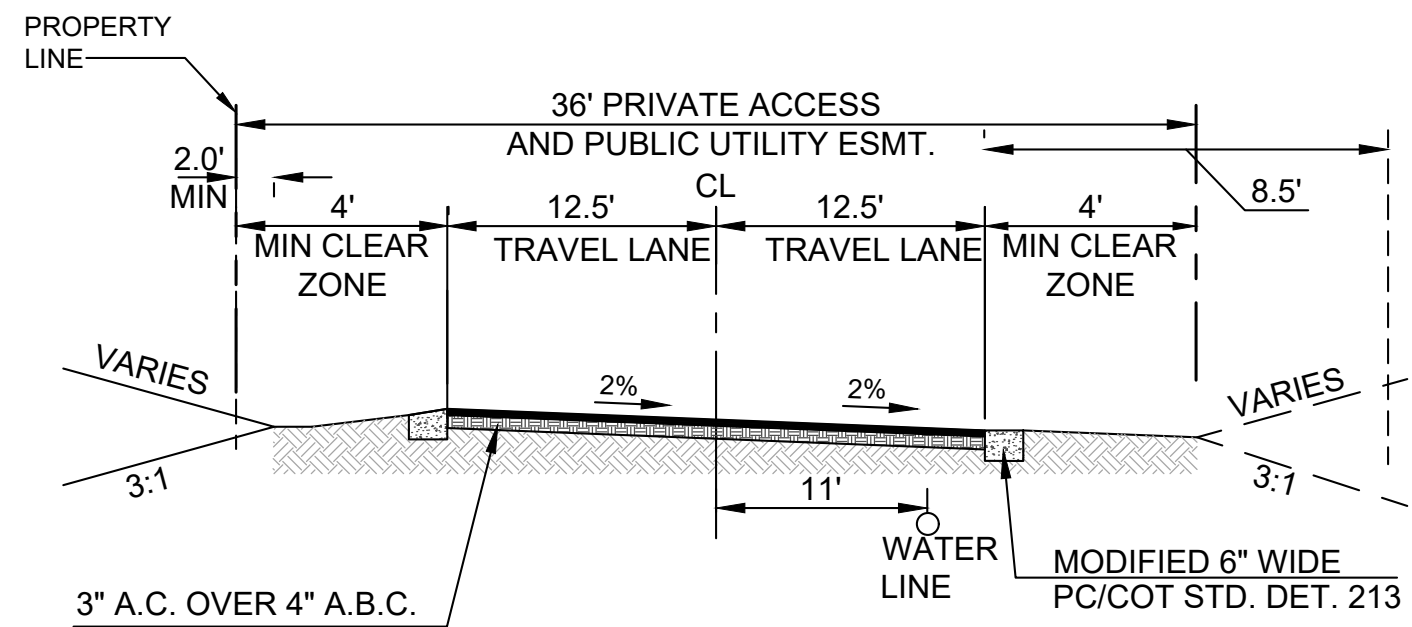 PROPERTY
LINE
36' PRIVATE ACCESS
AND PUBLIC UTILITY ESMT.
2.0'
MIN
CL
8.5'
4'
MIN CLEAR
ZONE
12.5'
TRAVEL LANE
12.5'
TRAVEL LANE
4'
MIN CLEAR
ZONE
VARIES
3:1
2%
2%
VARIES
3:1
11'
WATER
LINE
3" A.C. OVER 4" A.B.C.
MODIFIED 6" WIDE
PC/COT STD. DET. 213